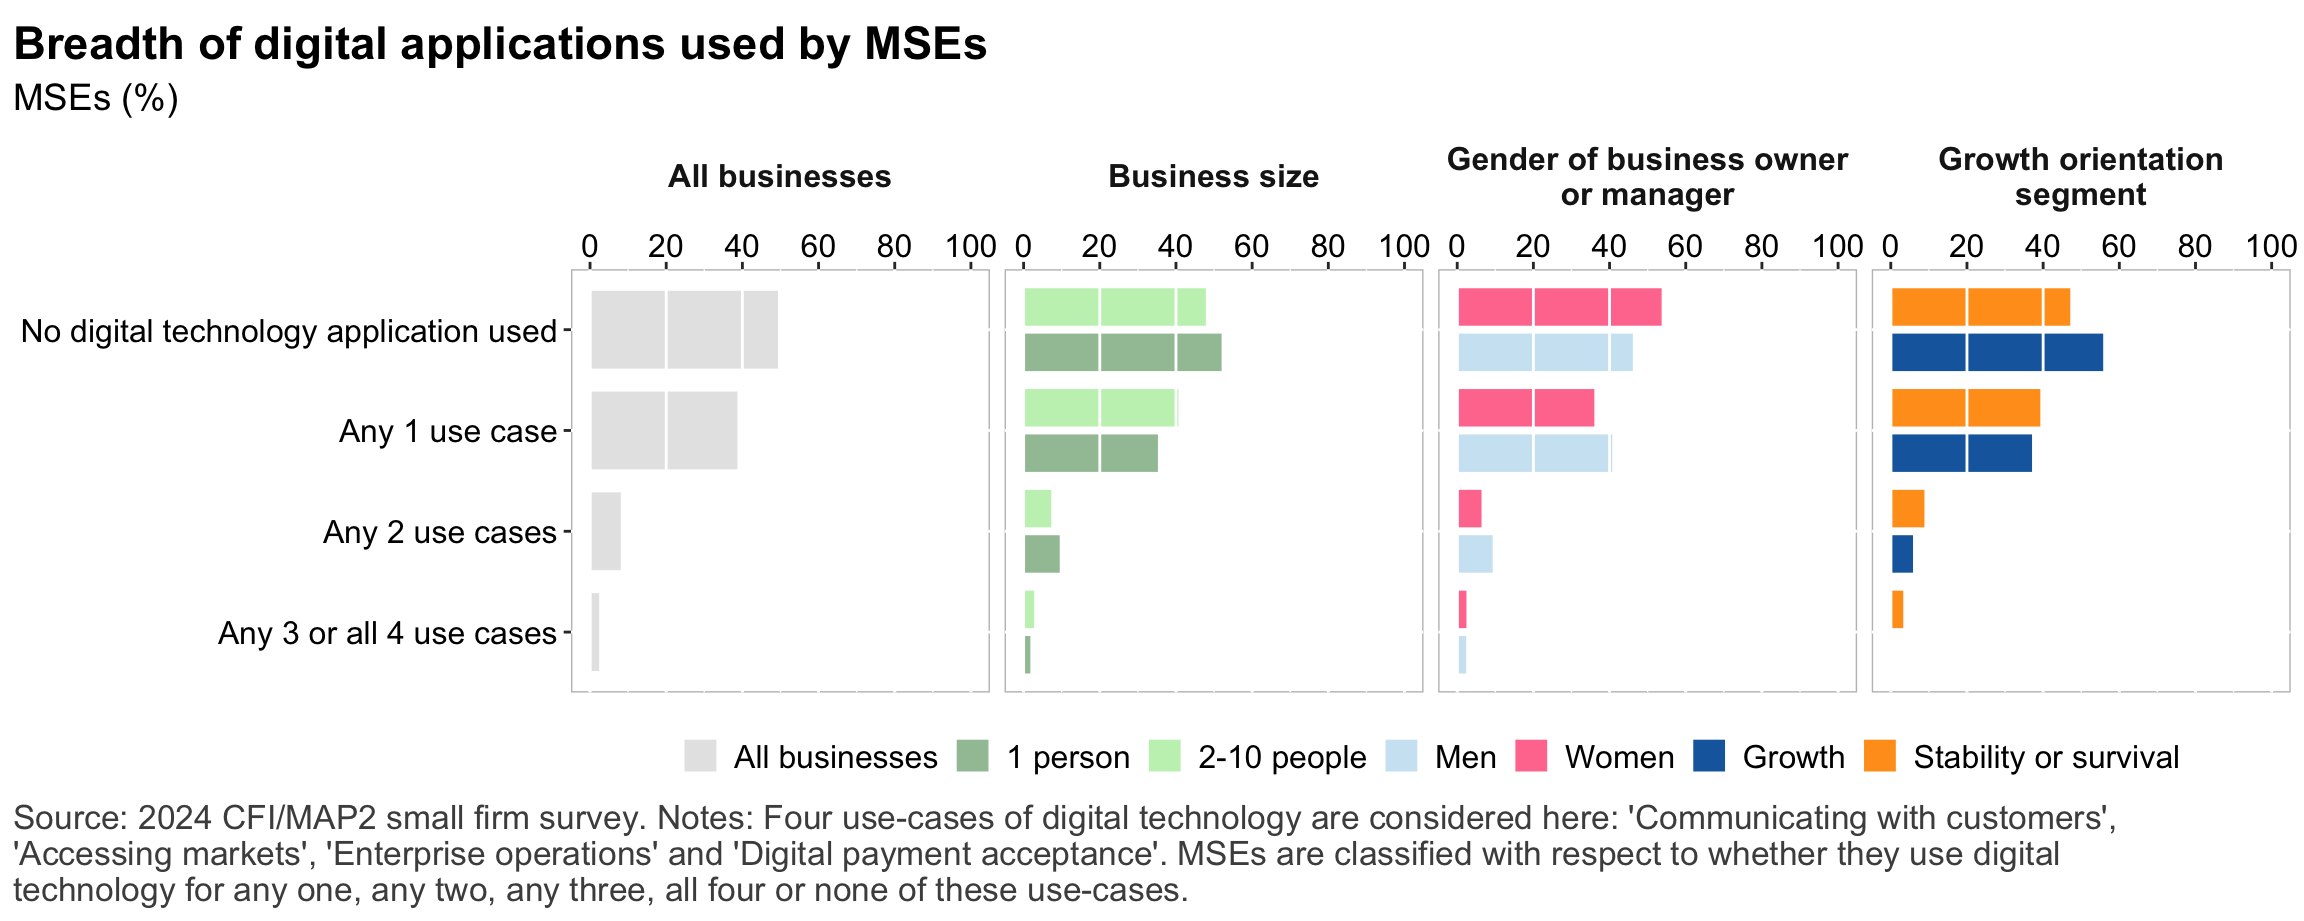 Breadth of digital applications used by MSEs
MSEs (%)
All businesses
Business size
Gender of business owner
or manager
Growth orientation
segment
0 20 40 60 80 100
0 20 40 60 80 100
0 20 40 60 80 100
0 20 40 60 80 100
No digital technology application used
Any 1 use case
Any 2 use cases
Any 3 or all 4 use cases
All businesses 1 person 2-10 people Men Women Growth Stability or survival
Source: 2024 CFI/MAP2 small firm survey. Notes: Four use-cases of digital technology are considered here: 'Communicating with customers',
'Accessing markets', 'Enterprise operations' and 'Digital payment acceptance'. MSEs are classified with respect to whether they use digital
technology for any one, any two, any three, all four or none of these use-cases.